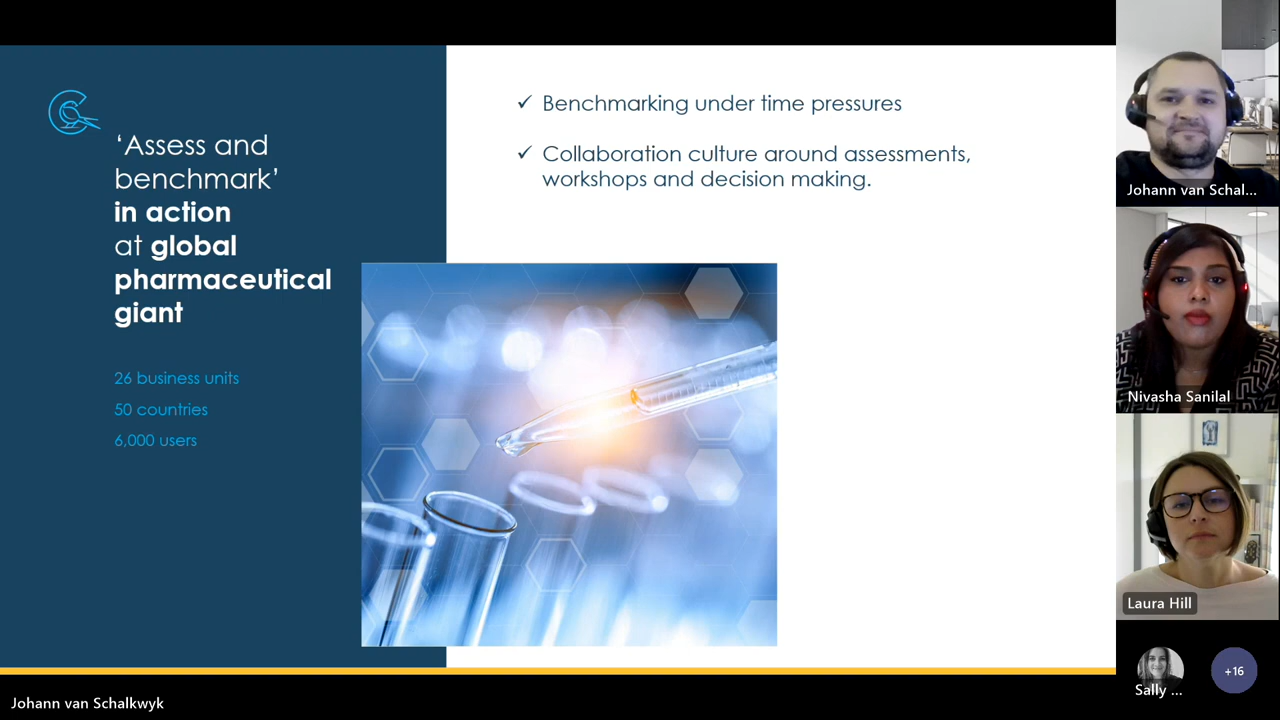 ‘Assess and
benchmark’
in action
at global
pharmaceutical
giant
26 business units
50 countries
6,000 users
✓ Benchmarking under time pressures
✓ Collaboration culture around assessments,
workshops and decision making.
Johann van Schal...
Nivasha Sanilal
Laura Hill
Sally ...
+16
Johann van Schalkwyk